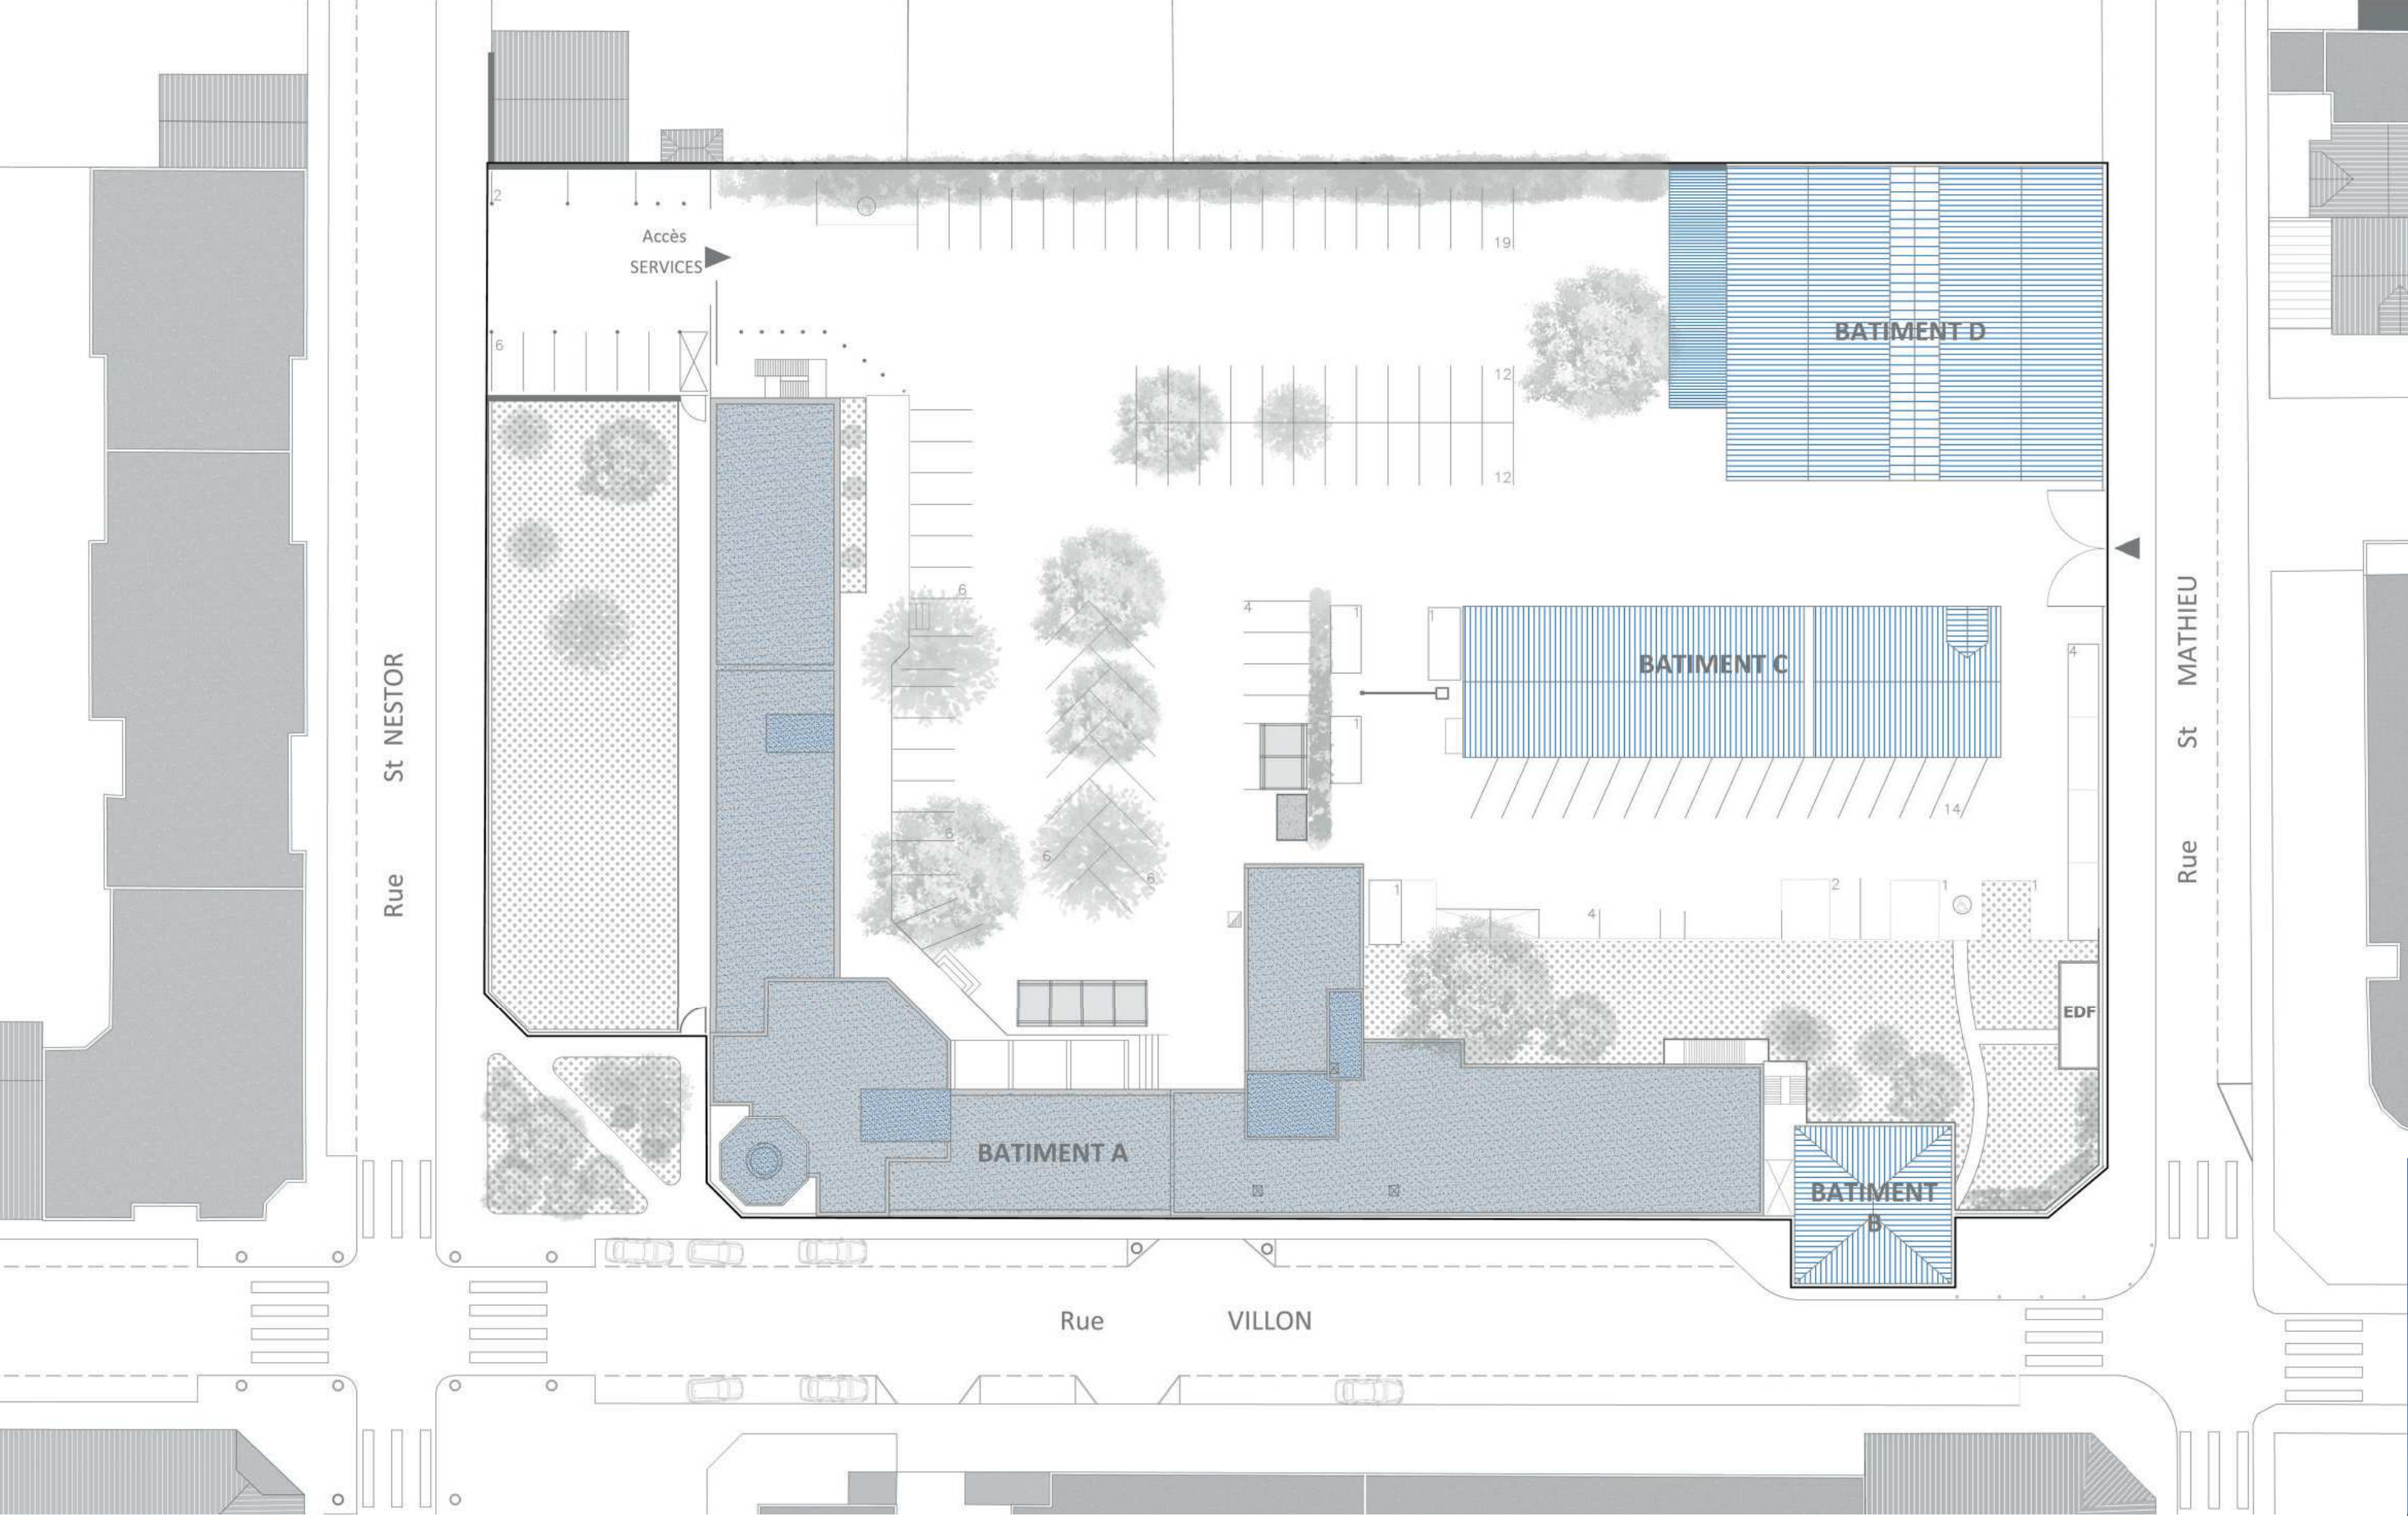 2
Accès
SERVICES
19
6
12
12
BATIMENT D
6
4
1
1
BATIMENT C
4
1
14
6
6
6
1
4
2
1
1
EDF
BATIMENT A
BATIMENT
B
Rue St NESTOR
Rue St MATHIEU
Rue VILLON